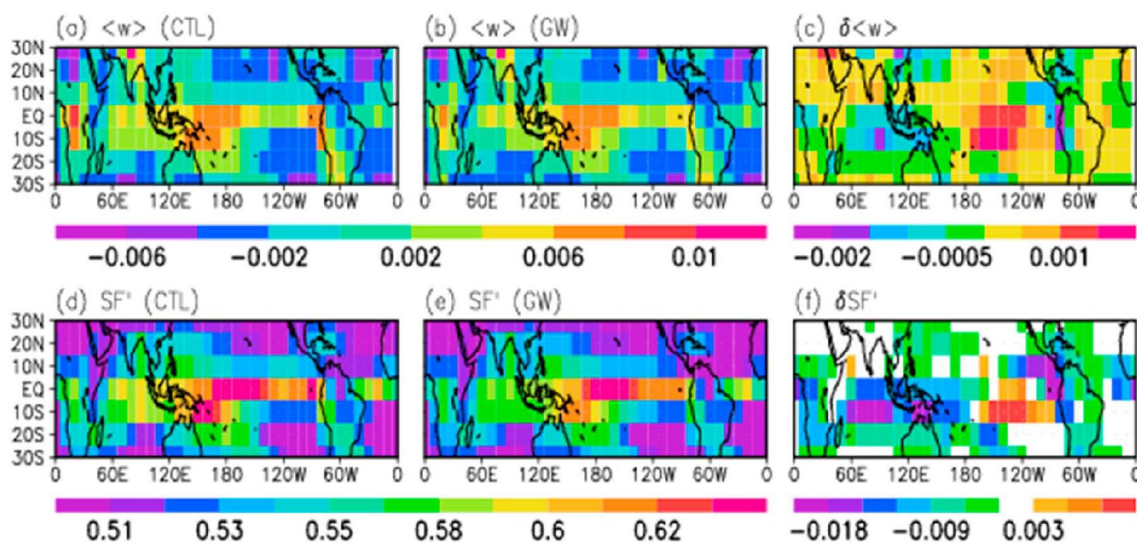 (a) <w> (CTL) (b) <w> (GW) (c) δ<w>
30N
20N
10N
EQ
10S
20S
30S
0 60E 120E 180 120W 60W 0 60E 120E 180 120W 60W 0 0 60E 120E 180 120W 60W 0
−0.006 −0.002 0.002 0.006 0.01 −0.002 −0.0005 0.001
(d) SF' (CTL) (e) SF' (GW) (f) δSF'
30N
20N
10N
EQ
10S
20S
30S
0 60E 120E 180 120W 60W 0 60E 120E 180 120W 60W 0 0 60E 120E 180 120W 60W 0
0.51 0.53 0.55 0.58 0.6 0.62 −0.018 −0.009 0.003